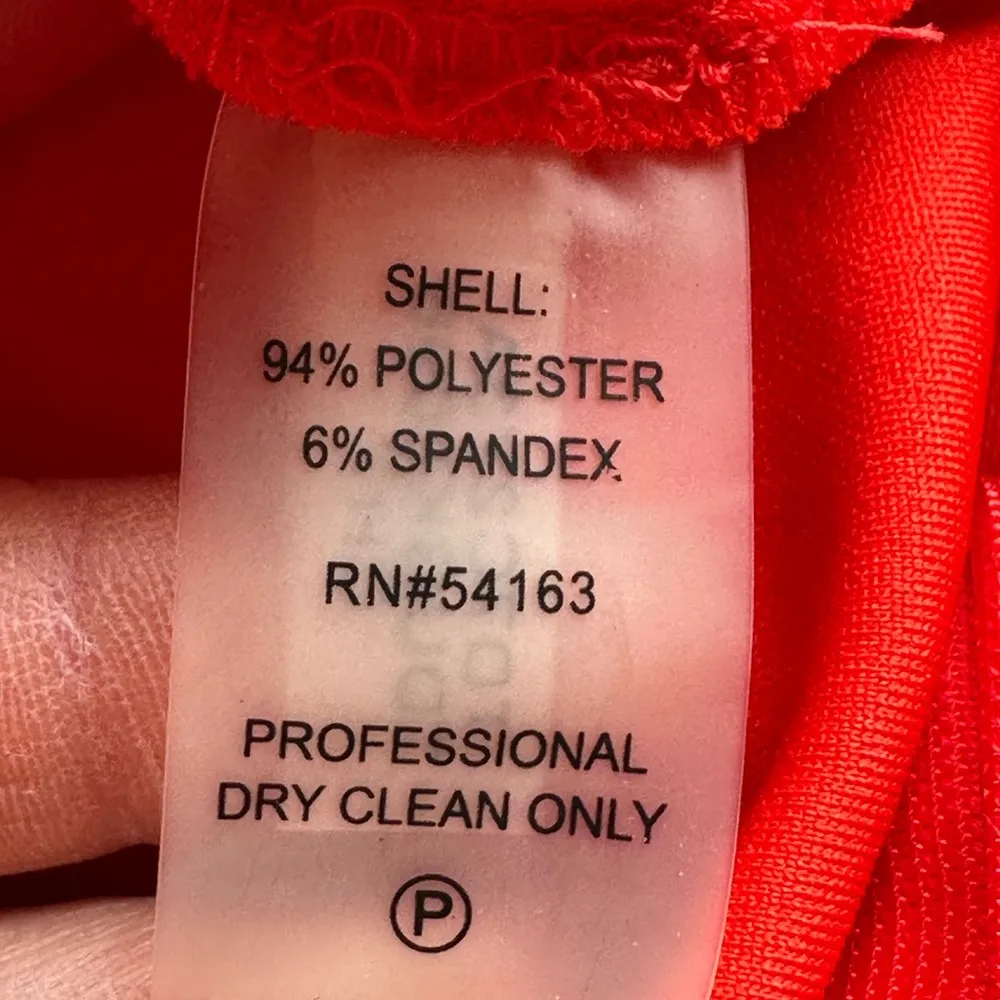 SHELL:
94% POLYESTER
6% SPANDEX
RN#54163
PROFESSIONAL
DRY CLEAN ONLY
P